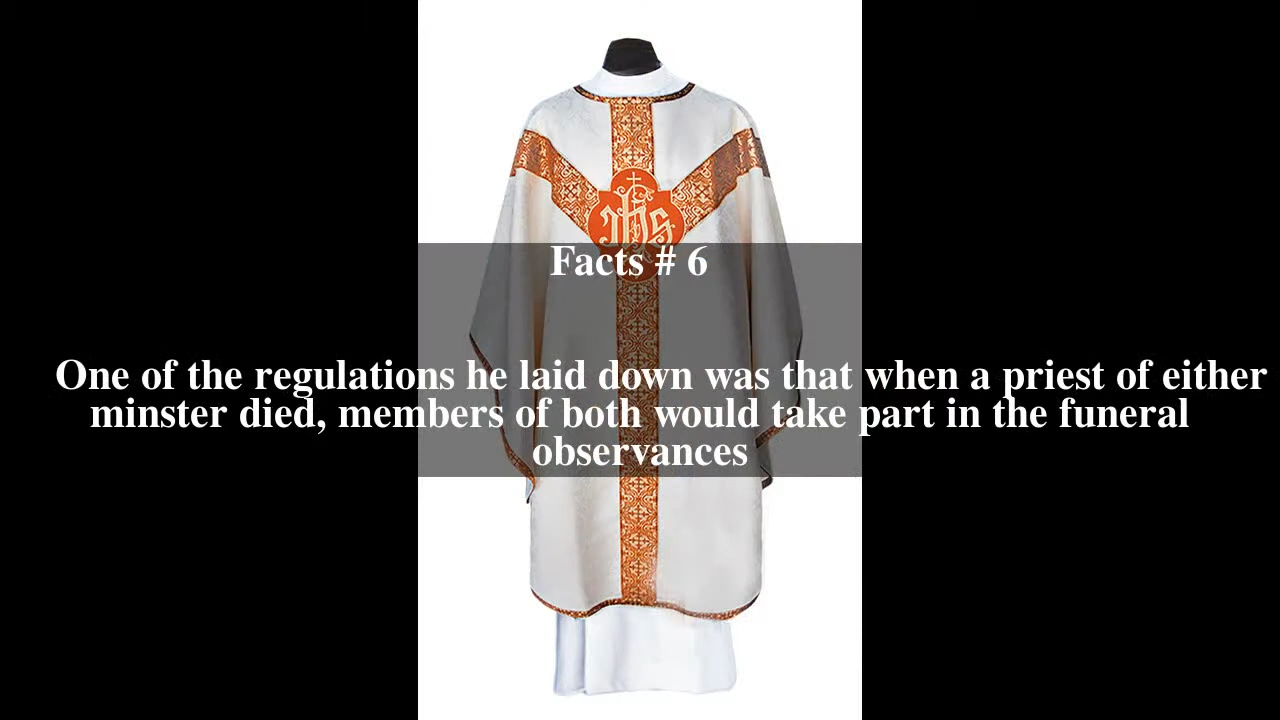 IHS
Facts # 6
One of the regulations he laid down was that when a priest of either
minster died, members of both would take part in the funeral
observances